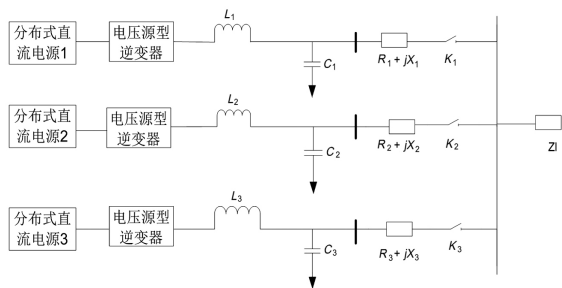 分布式直
流电源1
电压源型
逆变器
L1
C1
R1 + jX1
K1
分布式直
流电源2
电压源型
逆变器
L2
C2
R2 + jX2
K2
ZI
分布式直
流电源3
电压源型
逆变器
L3
C3
R3 + jX3
K3